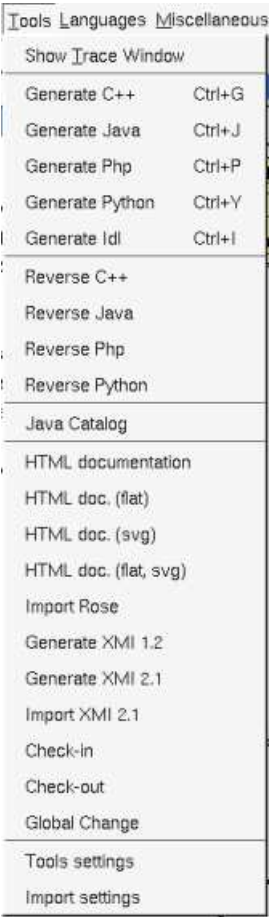 Tools Languages Miscellaneous
Show Trace Window
Generate C++ Ctrl+G
Generate Java Ctrl+J
Generate Php Ctrl+P
Generate Python Ctrl+Y
Generate Idl Ctrl+I
Reverse C++
Reverse Java
Reverse Php
Reverse Python
Java Catalog
HTML documentation
HTML doc. (flat)
HTML doc. (svg)
HTML doc. (flat, svg)
Import Rose
Generate XMI 1.2
Generate XMI 2.1
Import XMI 2.1
Check-in
Check-out
Global Change
Tools settings
Import settings